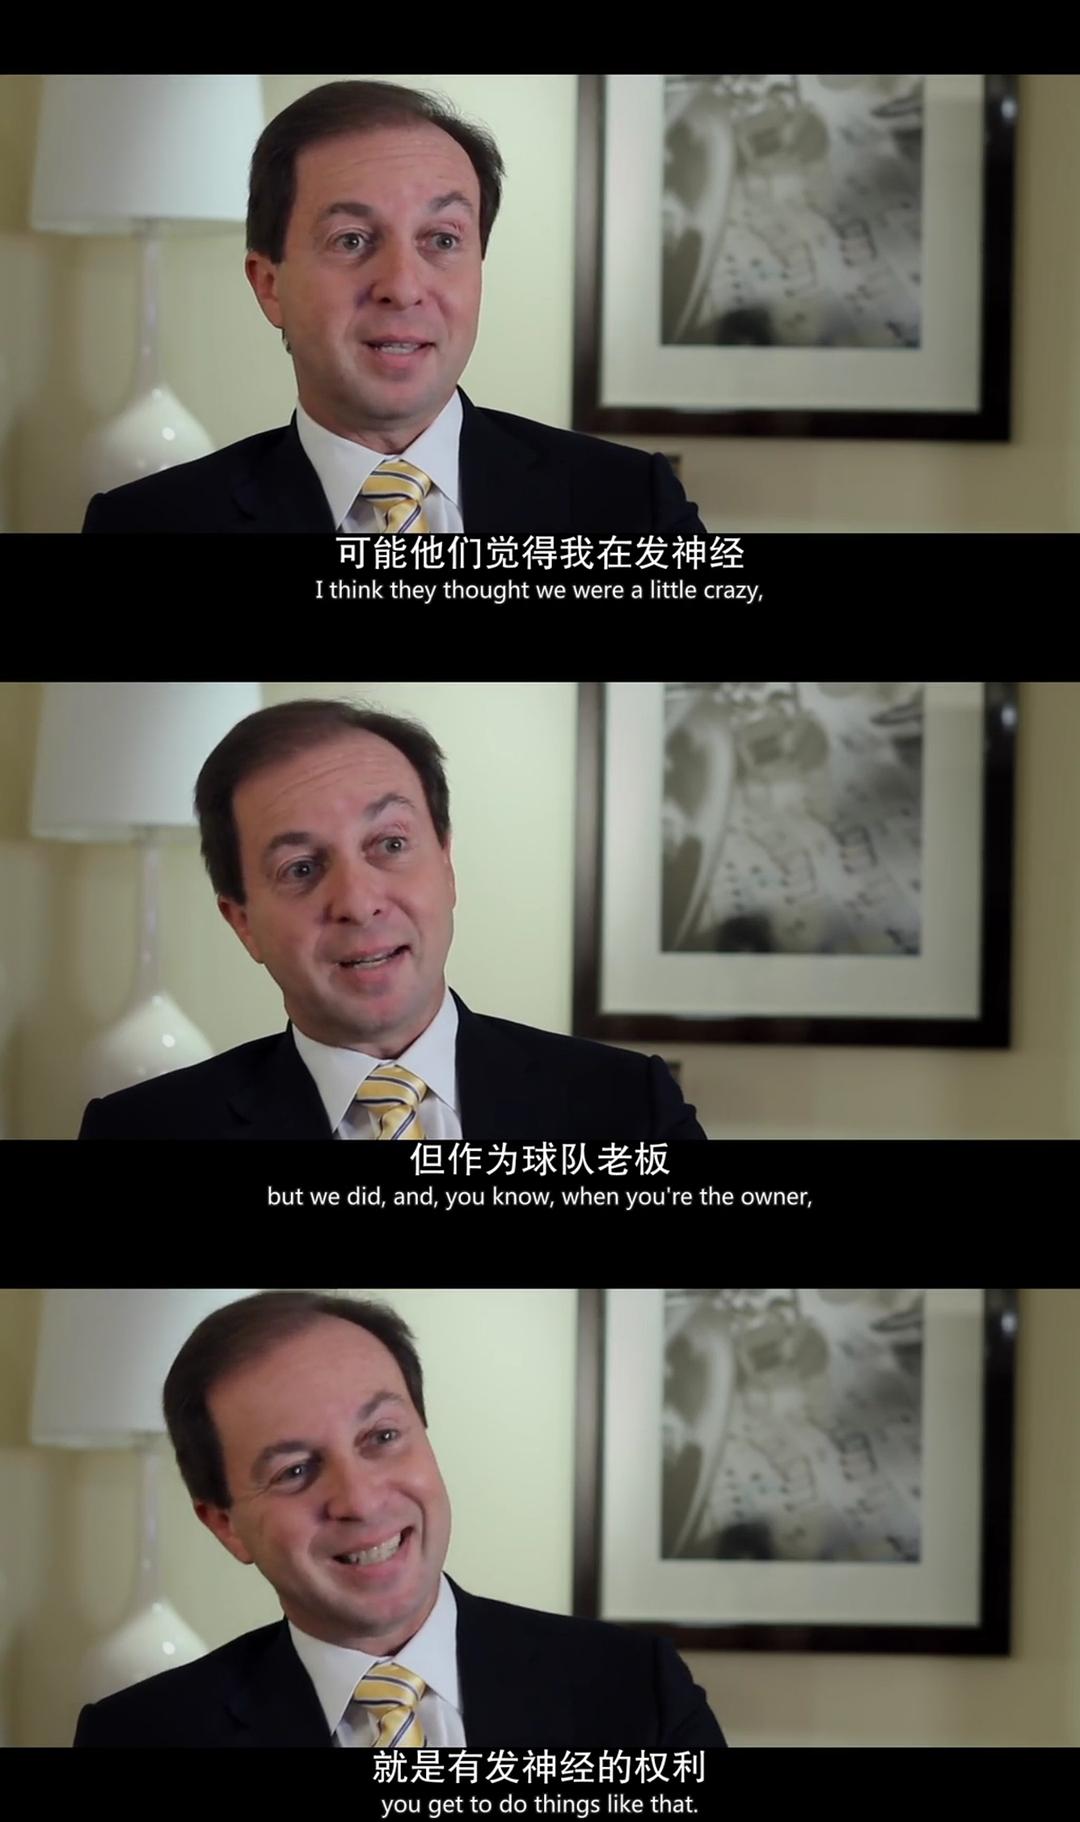 可能他们觉得我在发神经
I think they thought we were a little crazy,
但作为球队老板
but we did, and, you know, when you're the owner,
就是有发神经的权利
you get to do things like that.